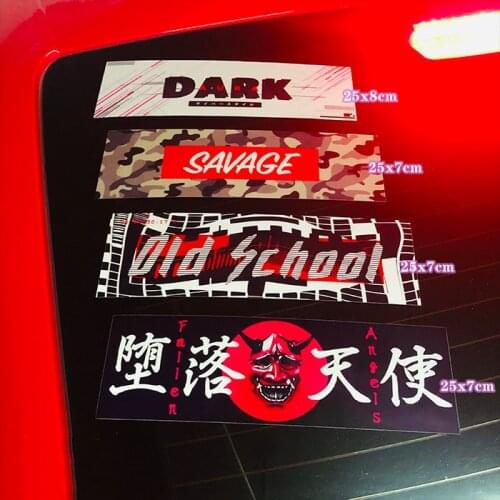 DARK
25x8cm
SAVAGE
25x7cm
Old School
25x7cm
堕落天使
Fallen
Angels
25x7cm